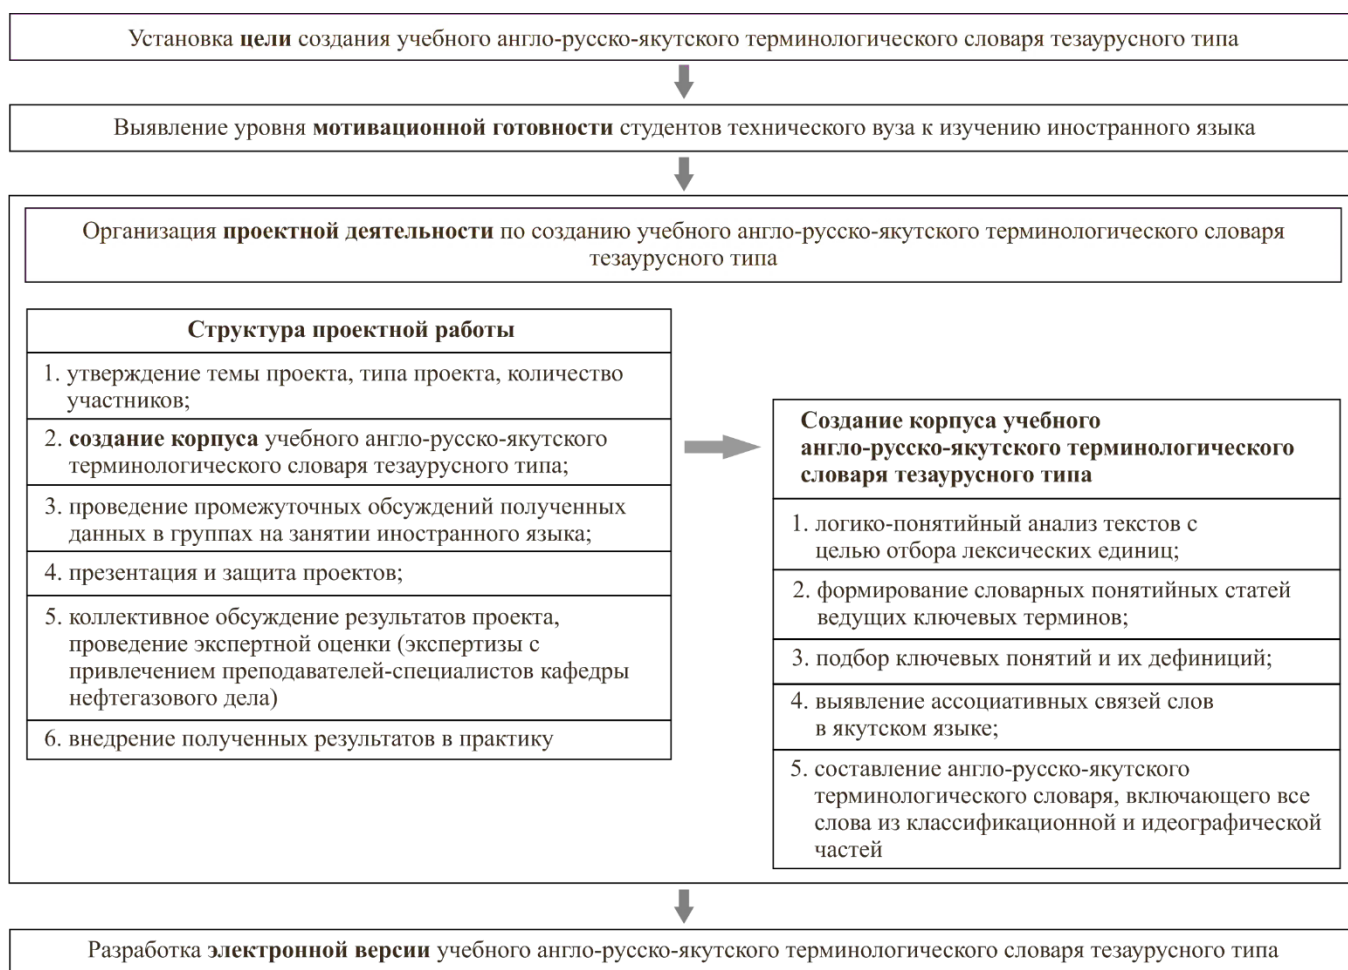 Установка цели создания учебного англо-русско-якутского терминологического словаря тезаурусного типа
Выявление уровня мотивационной готовности студентов технического вуза к изучению иностранного языка
Организация проектной деятельности по созданию учебного англо-русско-якутского терминологического словаря
тезаурусного типа
Структура проектной работы
1. утверждение темы проекта, типа проекта, количество
участников;
2. создание корпуса учебного англо-русско-якутского
терминологического словаря тезаурусного типа;
3. проведение промежуточных обсуждений полученных
данных в группах на занятии иностранного языка;
4. презентация и защита проектов;
5. коллективное обсуждение результатов проекта,
проведение экспертной оценки (экспертизы с
привлечением преподавателей-специалистов кафедры
нефтегазового дела)
6. внедрение полученных результатов в практику
Создание корпуса учебного
англо-русско-якутского терминологического
словаря тезаурусного типа
1. логико-понятийный анализ текстов с
целью отбора лексических единиц;
2. формирование словарных понятийных статей
ведущих ключевых терминов;
3. подбор ключевых понятий и их дефиниций;
4. выявление ассоциативных связей слов
в якутском языке;
5. составление англо-русско-якутского
терминологического словаря, включающего все
слова из классификационной и идеографической
частей
Разработка электронной версии учебного англо-русско-якутского терминологического словаря тезаурусного типа